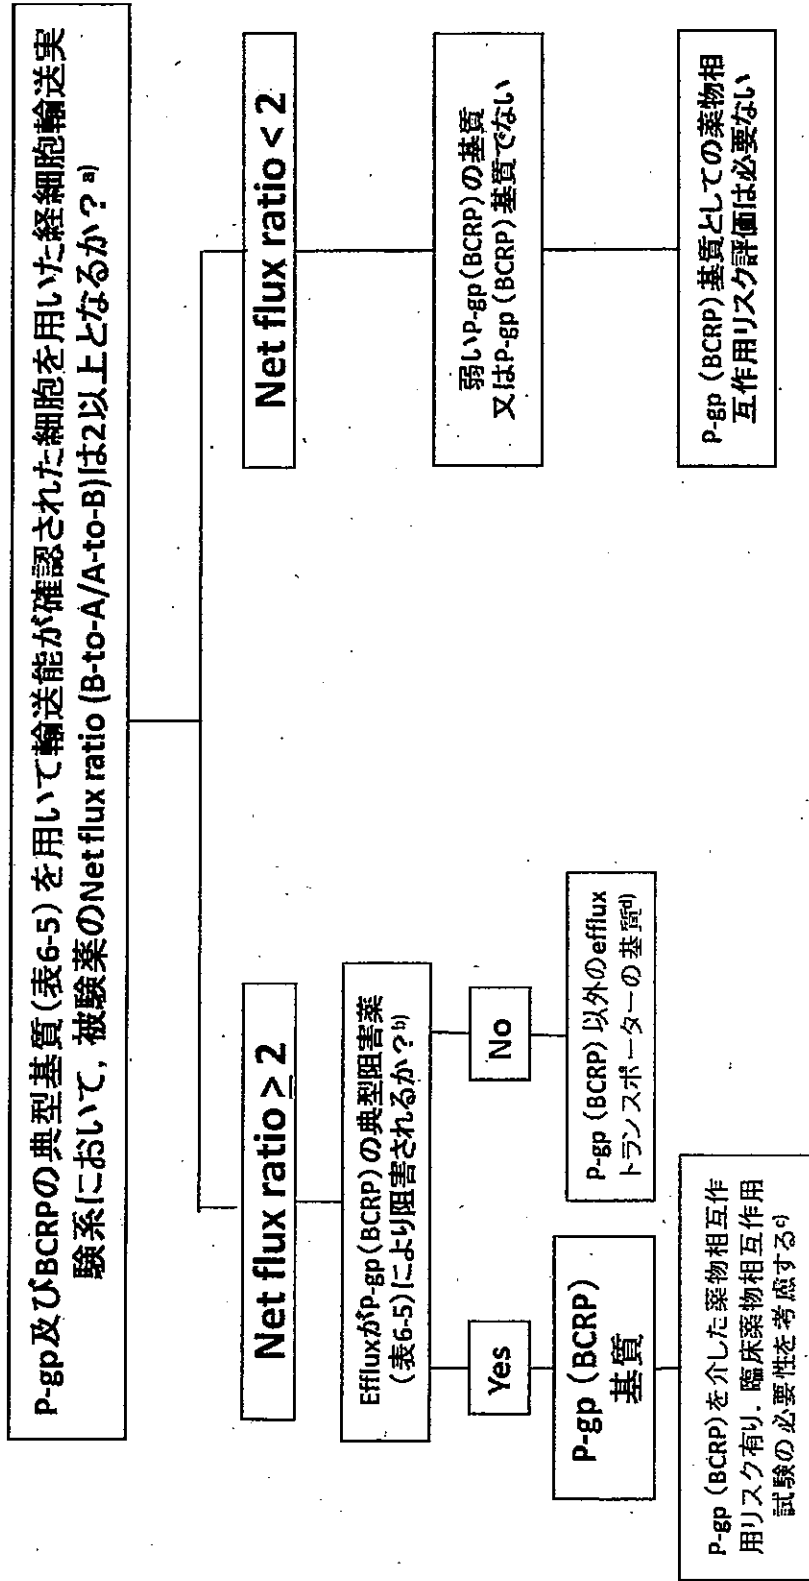 P-gp及びBCRPの典型基質(表6-5)を用いて輸送能が確認された細胞を用いた経細胞輸送実
験系において，被験薬のNet flux ratio (B-to-A/A-to-B)は2以上となるか？a)
Net flux ratio ≥ 2
Net flux ratio < 2
EffluxがP-gp(BCRP)の典型阻害薬
(表6-5)により阻害されるか？b)
弱いP-gp(BCRP)の基質
又はP-gp(BCRP)基質でない
Yes
No
P-gp(BCRP)
基質
P-gp(BCRP)以外のefflux
トランスポーターの基質d)
P-gp(BCRP)基質としての薬物相
互作用リスク評価は必要ない
P-gp(BCRP)を介した薬物相互作
用リスク有り．臨床薬物相互作用
試験の必要性を考慮するc)